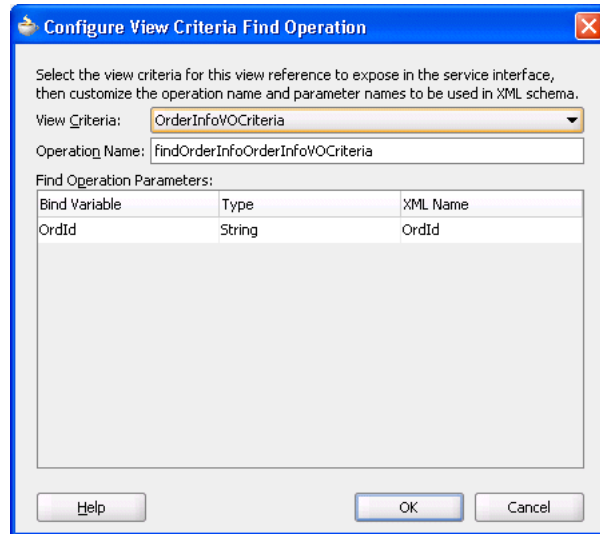 Configure View Criteria Find Operation
Select the view criteria for this view reference to expose in the service interface,
then customize the operation name and parameter names to be used in XML schema.
View Criteria: OrderInfoVOCriteria
Operation Name: findOrderInfoOrderInfoVOCriteria
Find Operation Parameters:
Bind Variable Type XML Name
OrdId String OrdId
Help OK Cancel